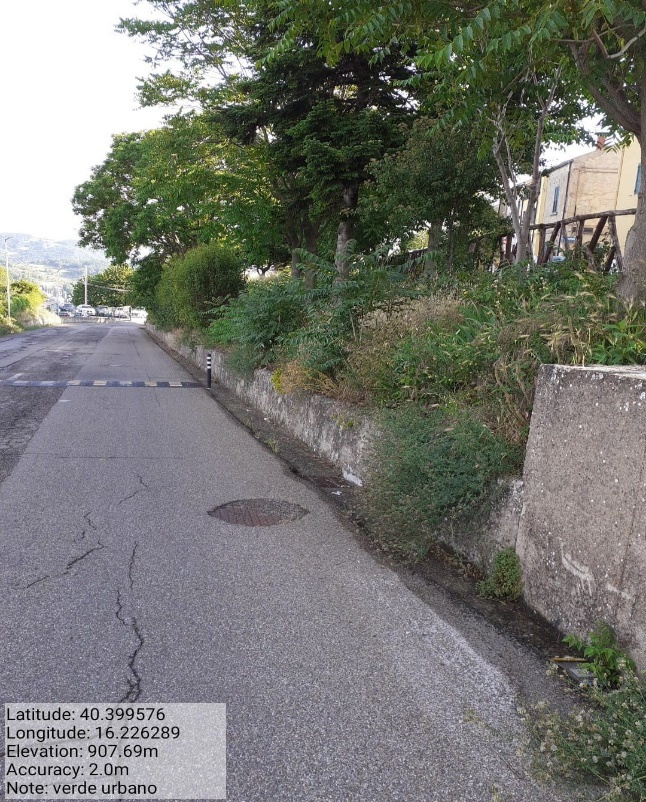 Latitude: 40.399576
Longitude: 16.226289
Elevation: 907.69m
Accuracy: 2.0m
Note: verde urbano